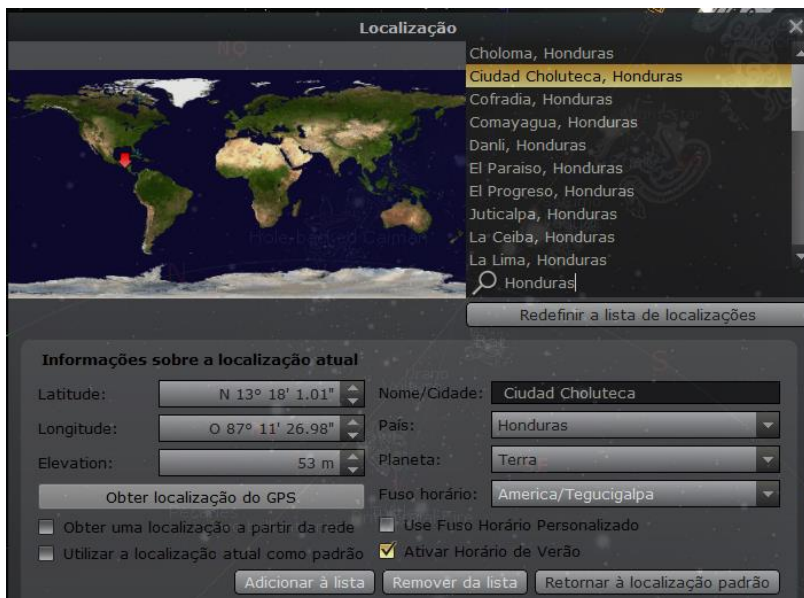 Localização
Choloma, Honduras
Ciudad Choluteca, Honduras
Cofradia, Honduras
Comayagua, Honduras
Danli, Honduras
El Paraiso, Honduras
El Progreso, Honduras
Juticalpa, Honduras
La Ceiba, Honduras
La Lima, Honduras
Honduras
Redefinir a lista de localizações
Informações sobre a localização atual
Latitude: N 13° 18' 1.01" Nome/Cidade: Ciudad Choluteca
Longitude: O 87° 11' 26.98" País: Honduras
Elevation: 53 m Planeta: Terra
Obter localização do GPS Fuso horário: America/Tegucigalpa
Obter uma localização a partir da rede Use Fuso Horário Personalizado
Utilizar a localização atual como padrão Ativar Horário de Verão
Adicionar à lista Remover da lista Retornar à localização padrão